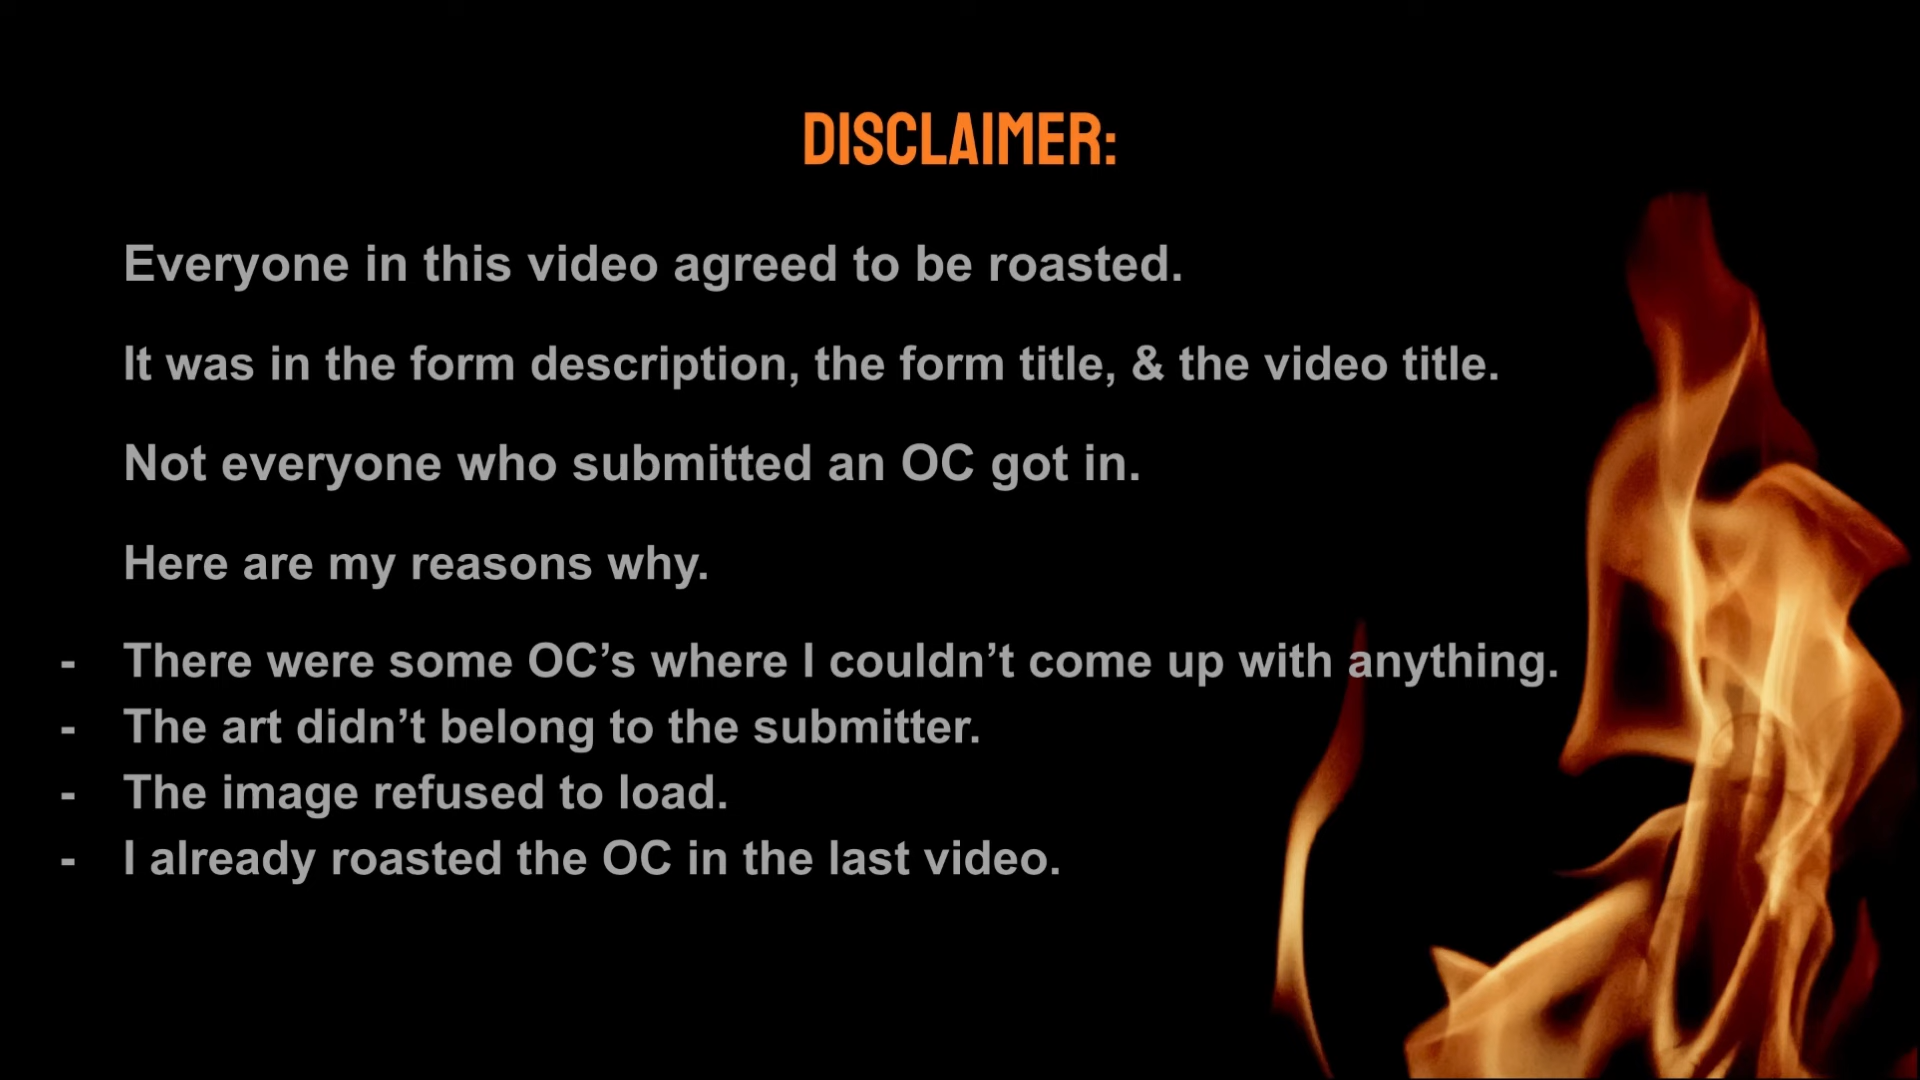 DISCLAIMER:
Everyone in this video agreed to be roasted.
It was in the form description, the form title, & the video title.
Not everyone who submitted an OC got in.
Here are my reasons why.
- There were some OC’s where I couldn’t come up with anything.
- The art didn’t belong to the submitter.
- The image refused to load.
- I already roasted the OC in the last video.